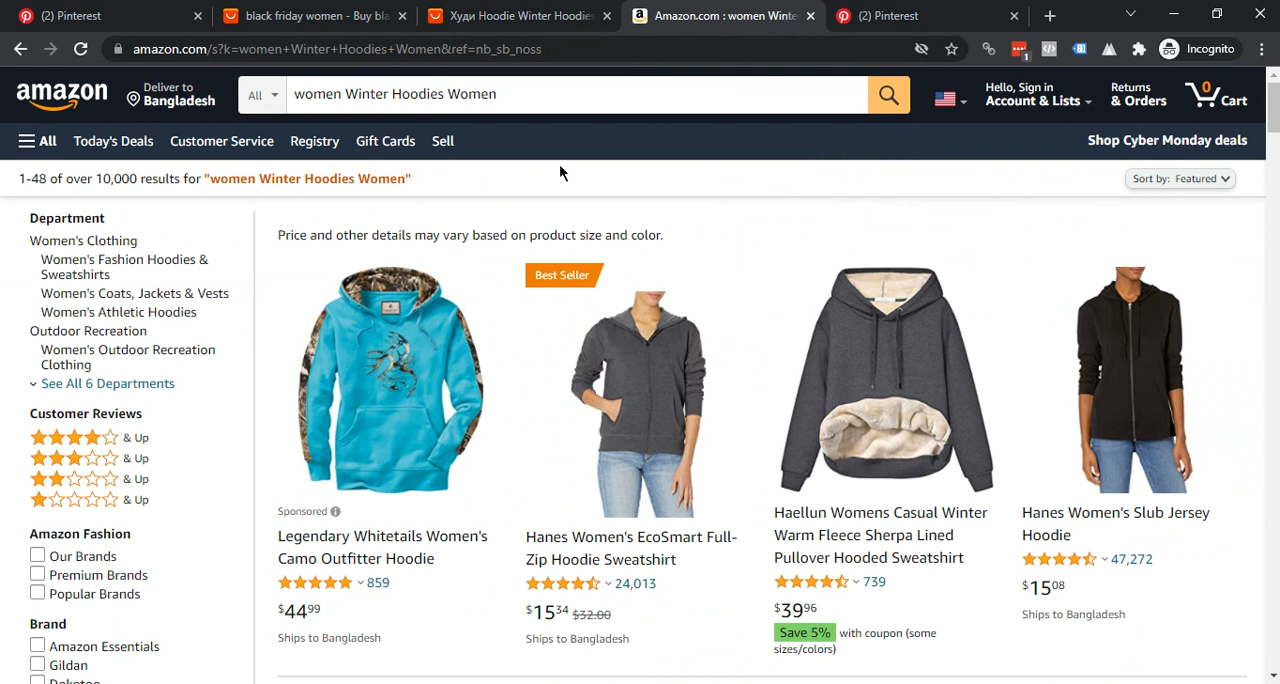 (2) Pinterest
black friday women - Buy bla
Худи Hoodie Winter Hoodies
Amazon.com : women Winte
(2) Pinterest
amazon.com/s?k=women+Winter+Hoodies+Women&ref=nb_sb_noss
1
Incognito
amazon
Deliver to
Bangladesh
All
women Winter Hoodies Women
Hello, Sign in
Account & Lists
Returns
& Orders
0
Cart
All
Today's Deals
Customer Service
Registry
Gift Cards
Sell
Shop Cyber Monday deals
1-48 of over 10,000 results for "women Winter Hoodies Women"
Sort by: Featured
Department
Women's Clothing
Women's Fashion Hoodies &
Sweatshirts
Women's Coats, Jackets & Vests
Women's Athletic Hoodies
Outdoor Recreation
Women's Outdoor Recreation
Clothing
See All 6 Departments
Customer Reviews
& Up
& Up
& Up
& Up
Amazon Fashion
Our Brands
Premium Brands
Popular Brands
Brand
Amazon Essentials
Gildan
Price and other details may vary based on product size and color.
Sponsored
Legendary Whitetails Women's
Camo Outfitter Hoodie
859
$44.99
Ships to Bangladesh
Best Seller
Hanes Women's EcoSmart Full-
Zip Hoodie Sweatshirt
24,013
$15.34 $32.00
Ships to Bangladesh
Haellun Womens Casual Winter
Warm Fleece Sherpa Lined
Pullover Hooded Sweatshirt
739
$39.96
Save 5% with coupon (some
sizes/colors)
Hanes Women's Slub Jersey
Hoodie
47,272
$15.08
Ships to Bangladesh